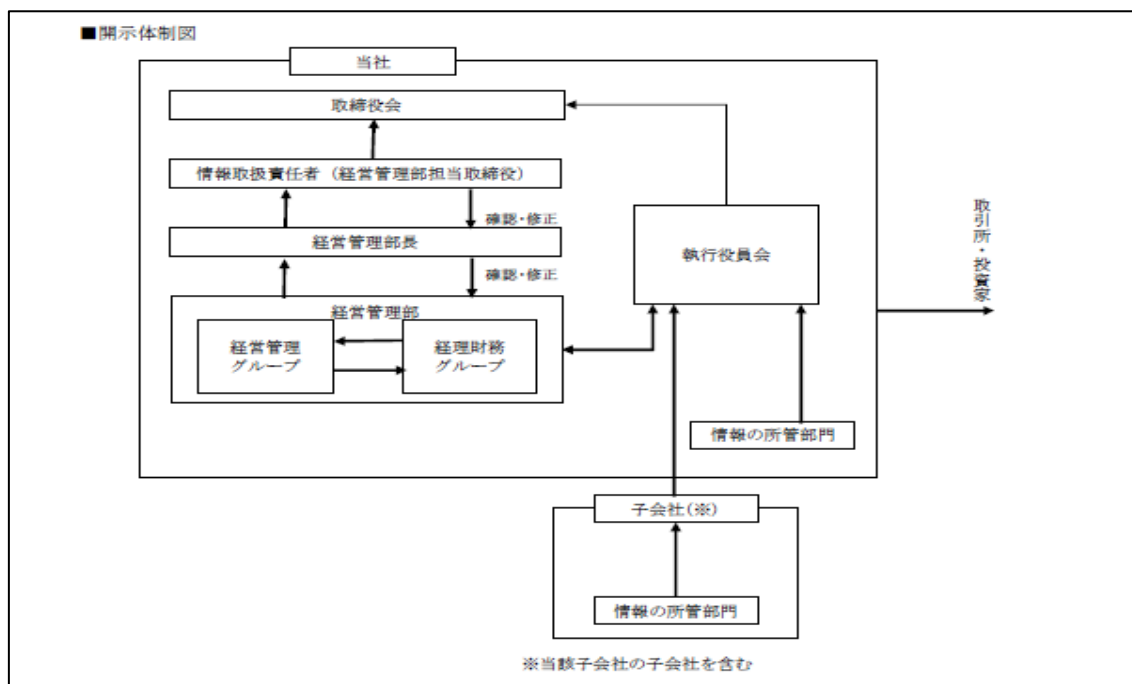 ■開示体制図
当社
取締役会
情報取扱責任者（経営管理部担当取締役）
確認・修正
経営管理部長
確認・修正
経営管理部
経営管理
グループ
経理財務
グループ
執行役員会
情報の所管部門
取引所・投資家
子会社(※)
情報の所管部門
※当該子会社の子会社を含む